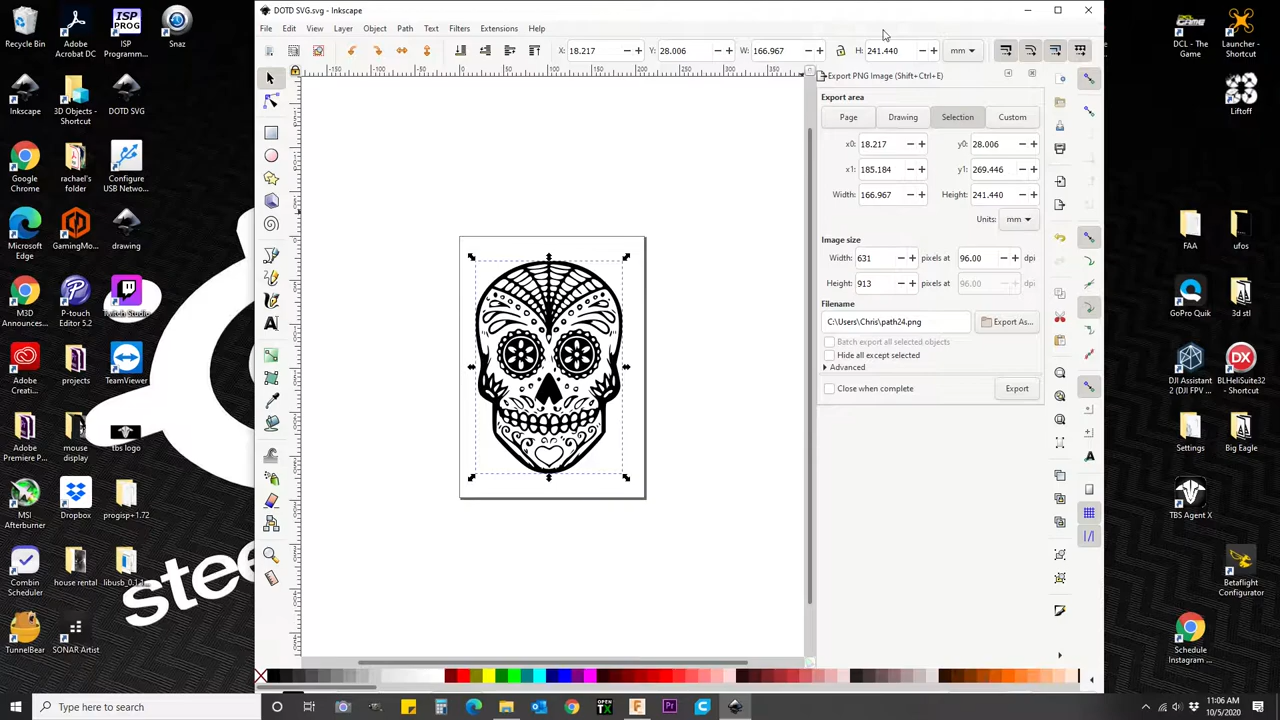 DOTD SVG.svg - Inkscape
File Edit View Layer Object Path Text Filters Extensions Help
X: 18.217 Y: 28.006 W: 166.967 H: 241.440 mm
Export PNG Image (Shift+Ctrl+E)
Export area
Page Drawing Selection Custom
x0: 18.217 y0: 28.006
x1: 185.184 y1: 269.446
Width: 166.967 Height: 241.440
Units: mm
Image size
Width: 631 pixels at 96.00 dpi
Height: 913 pixels at 96.00 dpi
Filename
C:\Users\Chris\path24.png Export As...
Batch export all selected objects
Hide all except selected
Advanced
Close when complete Export
Recycle Bin
Adobe Acrobat DC
ISP PROG
ISP Programmer
Snaz
Inkscape
3D Objects - Shortcut
DOTD SVG
Google Chrome
rachael's folder
Configure USB Netwo...
Microsoft Edge
GamingMo...
drawing
M3D Announces...
P-touch Editor 5.2
Twitch Studio
Adobe Creati...
projects
TeamViewer
Adobe Premiere P...
mouse display
tbs logo
MSI Afterburner
Dropbox
progisp+1.72
Combin Scheduler
house rental
libusb_0.1.1...
TunnelBear
SONAR Artist
stee
DCL - The Game
Launcher - Shortcut
Liftoff
FAA
ufos
GoPro Quik
3d stl
DJI Assistant 2 (DJI FPV ...
BLHeliSuite32 - Shortcut
Settings
Big Eagle
TBS Agent X
Betaflight Configurator
Schedule Instagram ...
Type here to search
OPEN TX
11:06 AM
10/5/2020